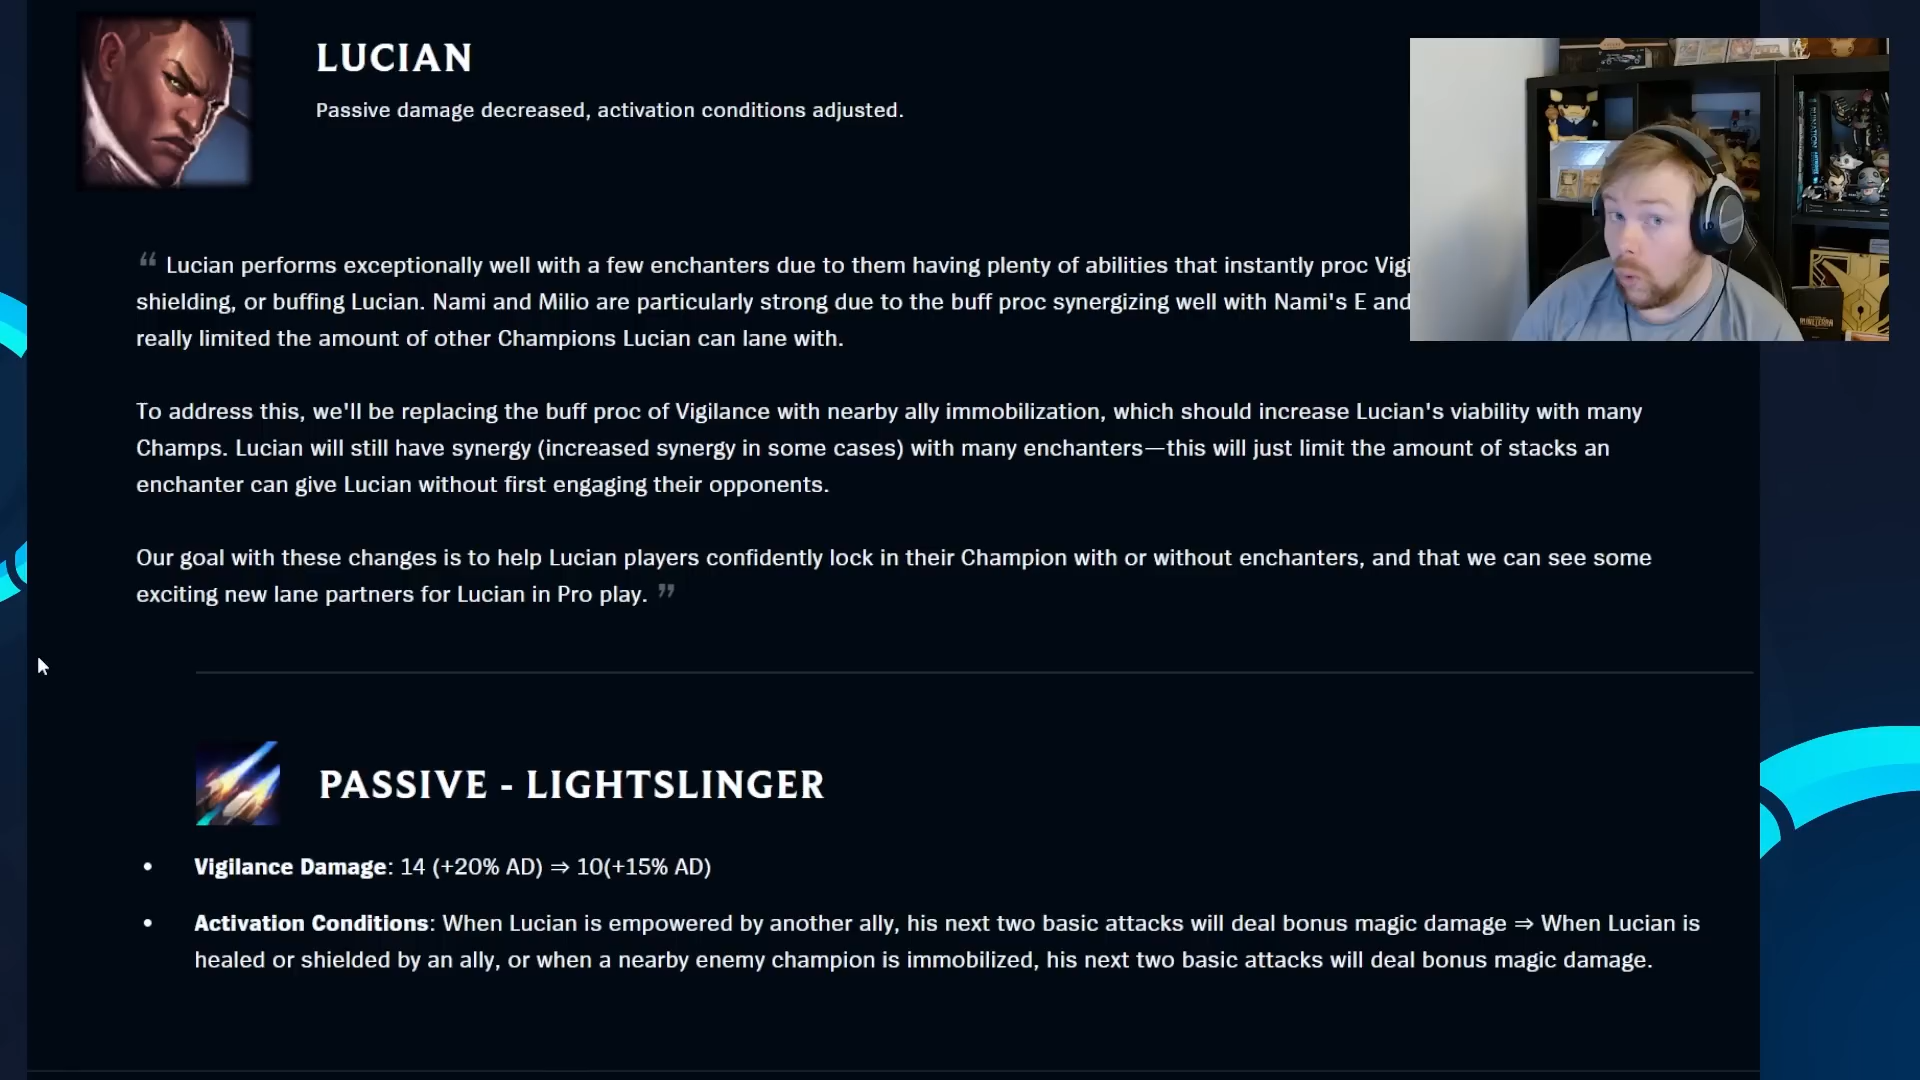 LUCIAN
Passive damage decreased, activation conditions adjusted.
“ Lucian performs exceptionally well with a few enchanters due to them having plenty of abilities that instantly proc Vigi
shielding, or buffing Lucian. Nami and Milio are particularly strong due to the buff proc synergizing well with Nami's E and
really limited the amount of other Champions Lucian can lane with.
To address this, we'll be replacing the buff proc of Vigilance with nearby ally immobilization, which should increase Lucian's viability with many
Champs. Lucian will still have synergy (increased synergy in some cases) with many enchanters—this will just limit the amount of stacks an
enchanter can give Lucian without first engaging their opponents.
Our goal with these changes is to help Lucian players confidently lock in their Champion with or without enchanters, and that we can see some
exciting new lane partners for Lucian in Pro play. ”
PASSIVE - LIGHTSLINGER
• Vigilance Damage: 14 (+20% AD) ⇒ 10(+15% AD)
• Activation Conditions: When Lucian is empowered by another ally, his next two basic attacks will deal bonus magic damage ⇒ When Lucian is
healed or shielded by an ally, or when a nearby enemy champion is immobilized, his next two basic attacks will deal bonus magic damage.